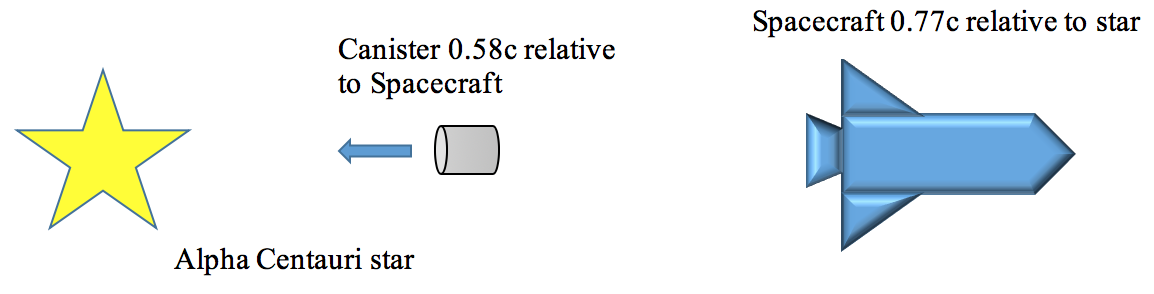 Spacecraft 0.77c relative to star
Canister 0.58c relative
to Spacecraft
Alpha Centauri star